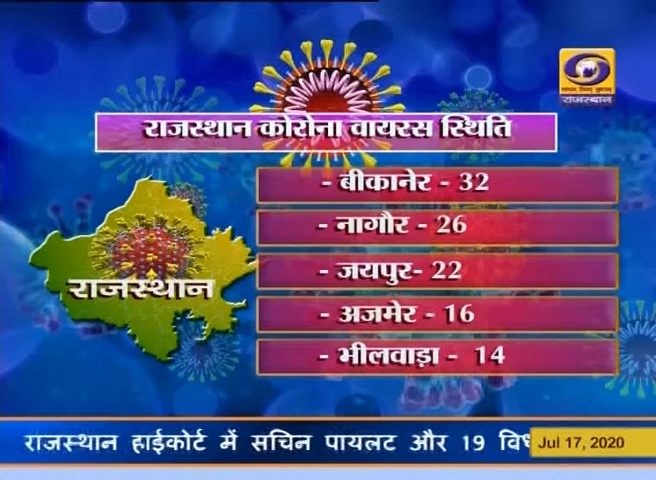 राजस्थान कोरोना वायरस स्थिति
राजस्थान
- बीकानेर - 32
- नागौर - 26
- जयपुर- 22
- अजमेर - 16
- भीलवाड़ा - 14
राजस्थान
राजस्थान हाईकोर्ट में सचिन पायलट और 19
Jul 17, 2020